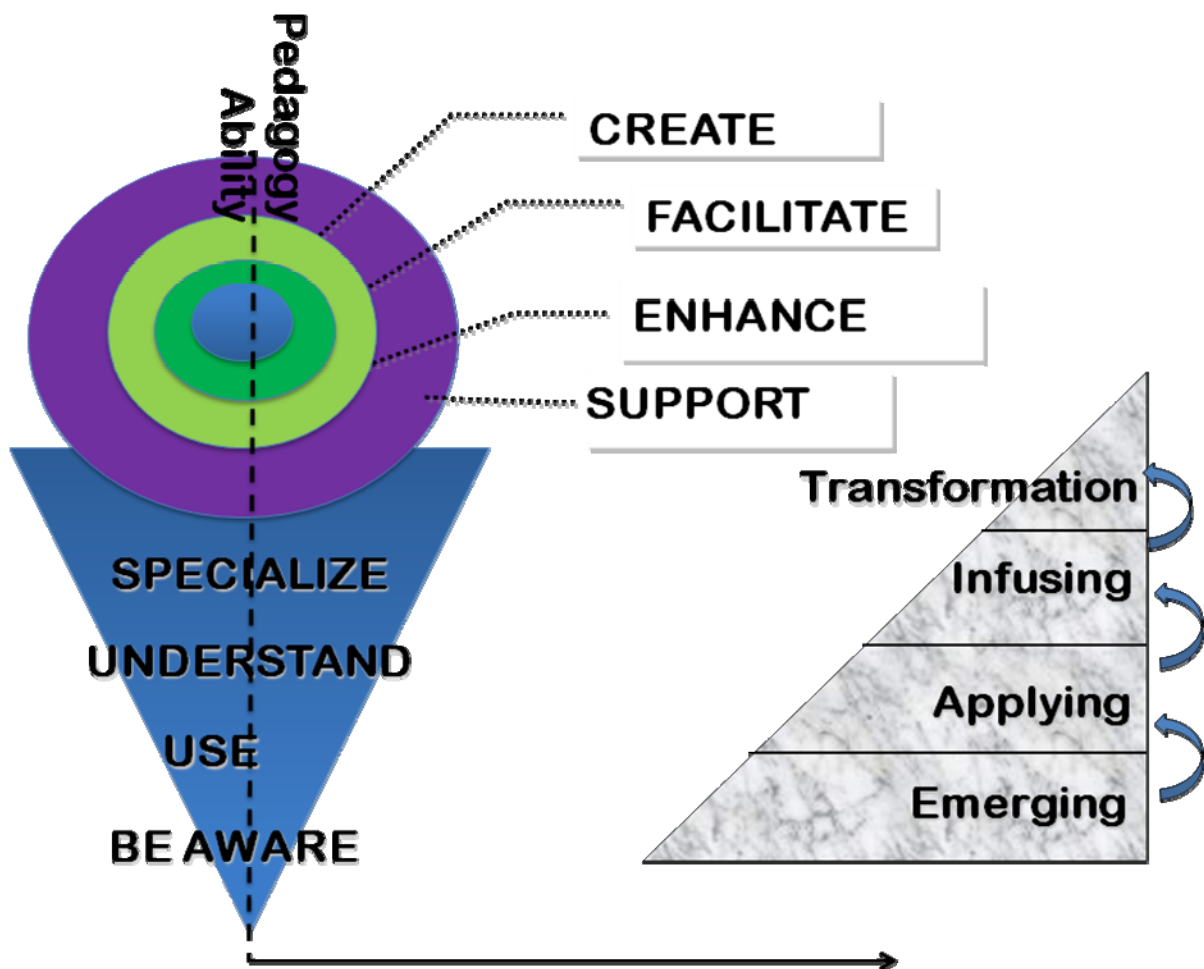 Pedagogy
Ability
CREATE
FACILITATE
ENHANCE
SUPPORT
SPECIALIZE
UNDERSTAND
USE
BE AWARE
Transformation
Infusing
Applying
Emerging